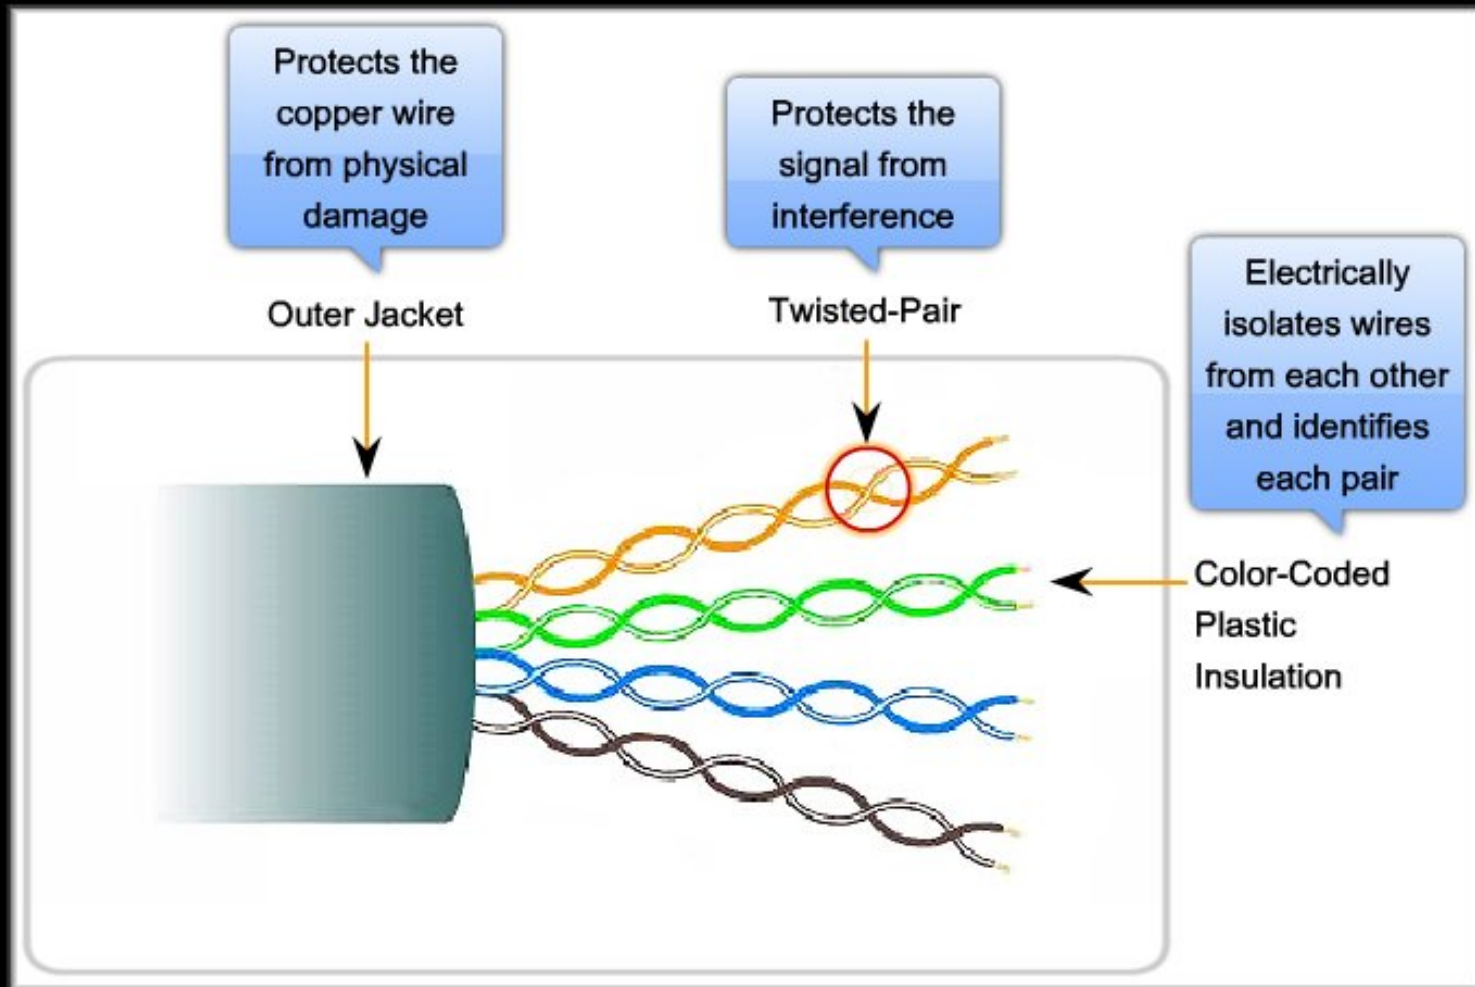 Protects the
copper wire
from physical
damage
Protects the
signal from
interference
Electrically
isolates wires
from each other
and identifies
each pair
Outer Jacket
Twisted-Pair
Color-Coded
Plastic
Insulation